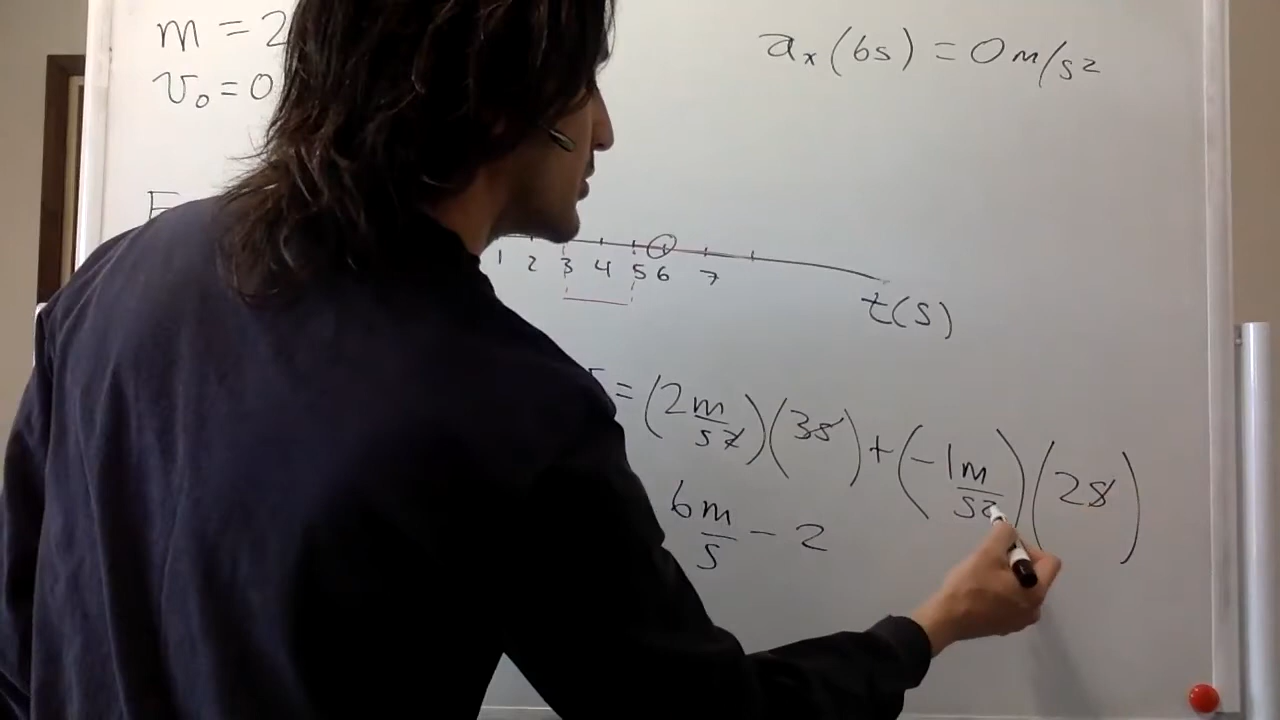 m = 2
v₀ = 0
aₓ(6s) = 0 m/s²
F
1 2 3 4 5 6 7
t(s)
= (2 m/s²)(3s) + (-1 m/s²)(2s)
6 m/s - 2